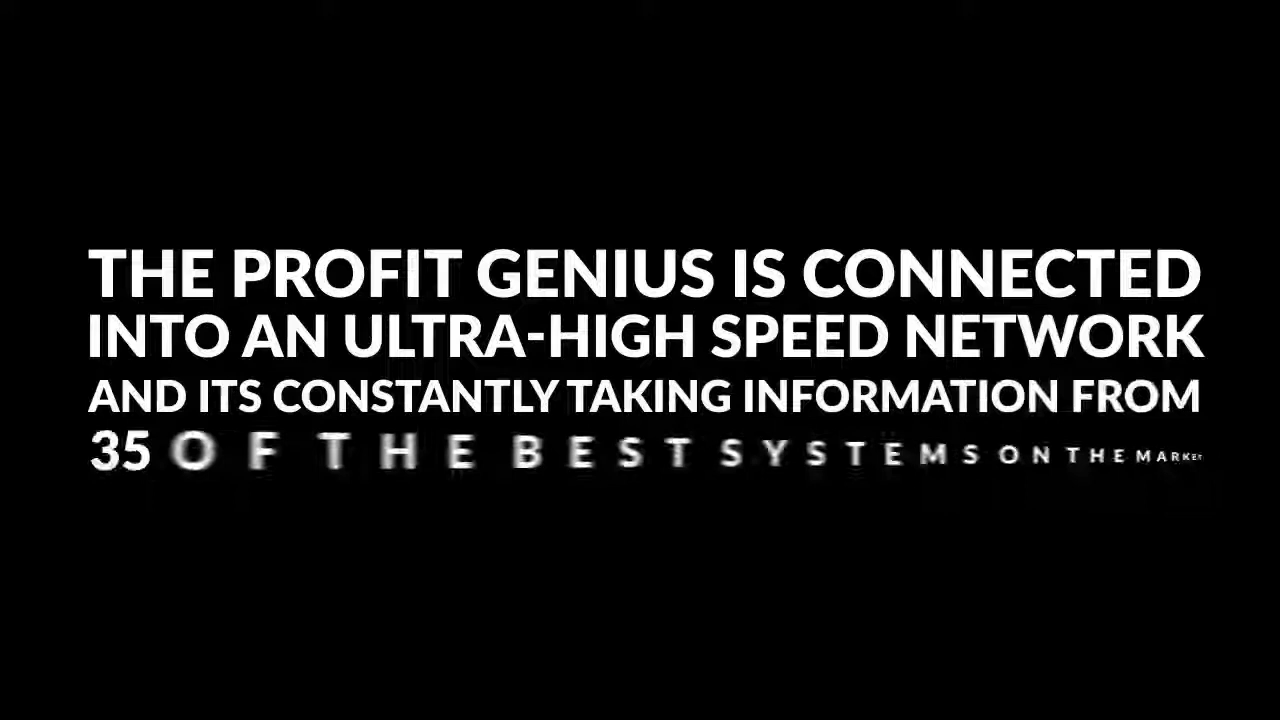 THE PROFIT GENIUS IS CONNECTED
INTO AN ULTRA-HIGH SPEED NETWORK
AND ITS CONSTANTLY TAKING INFORMATION FROM
35 OF THE BEST SYSTEMS ON THE MARKET